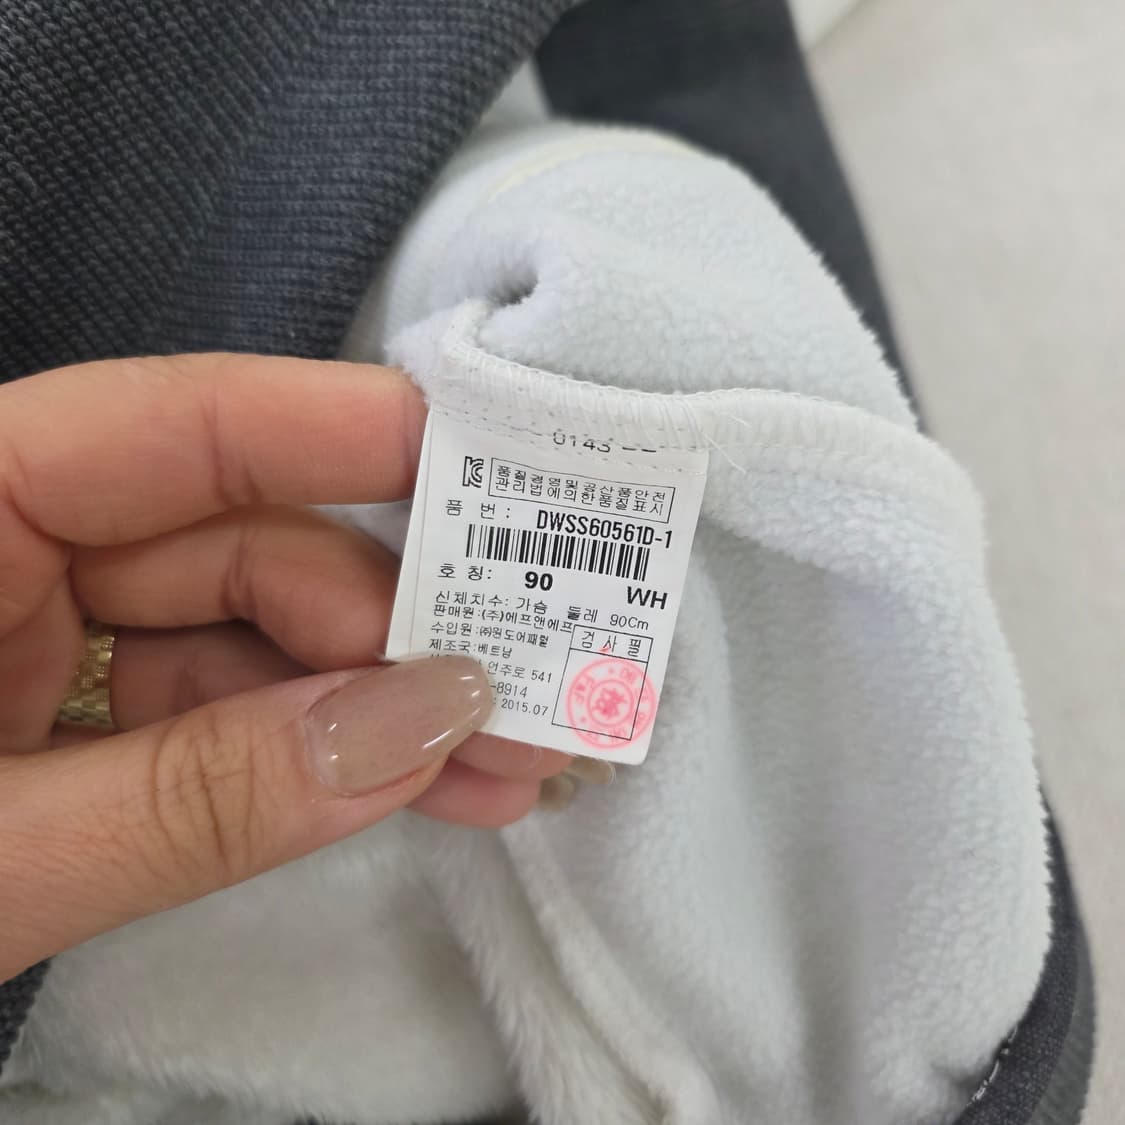 0143
품질경영및공산품안전
관리법에의한품질표시
품 번: DWSS60561D-1
호칭: 90 WH
신체치수: 가슴 둘레 90Cm
판매원:(주)에프앤에프
수입원:㈜원도어패럴
제조국:베트남
언주로 541
-8914
: 2015.07
검사필